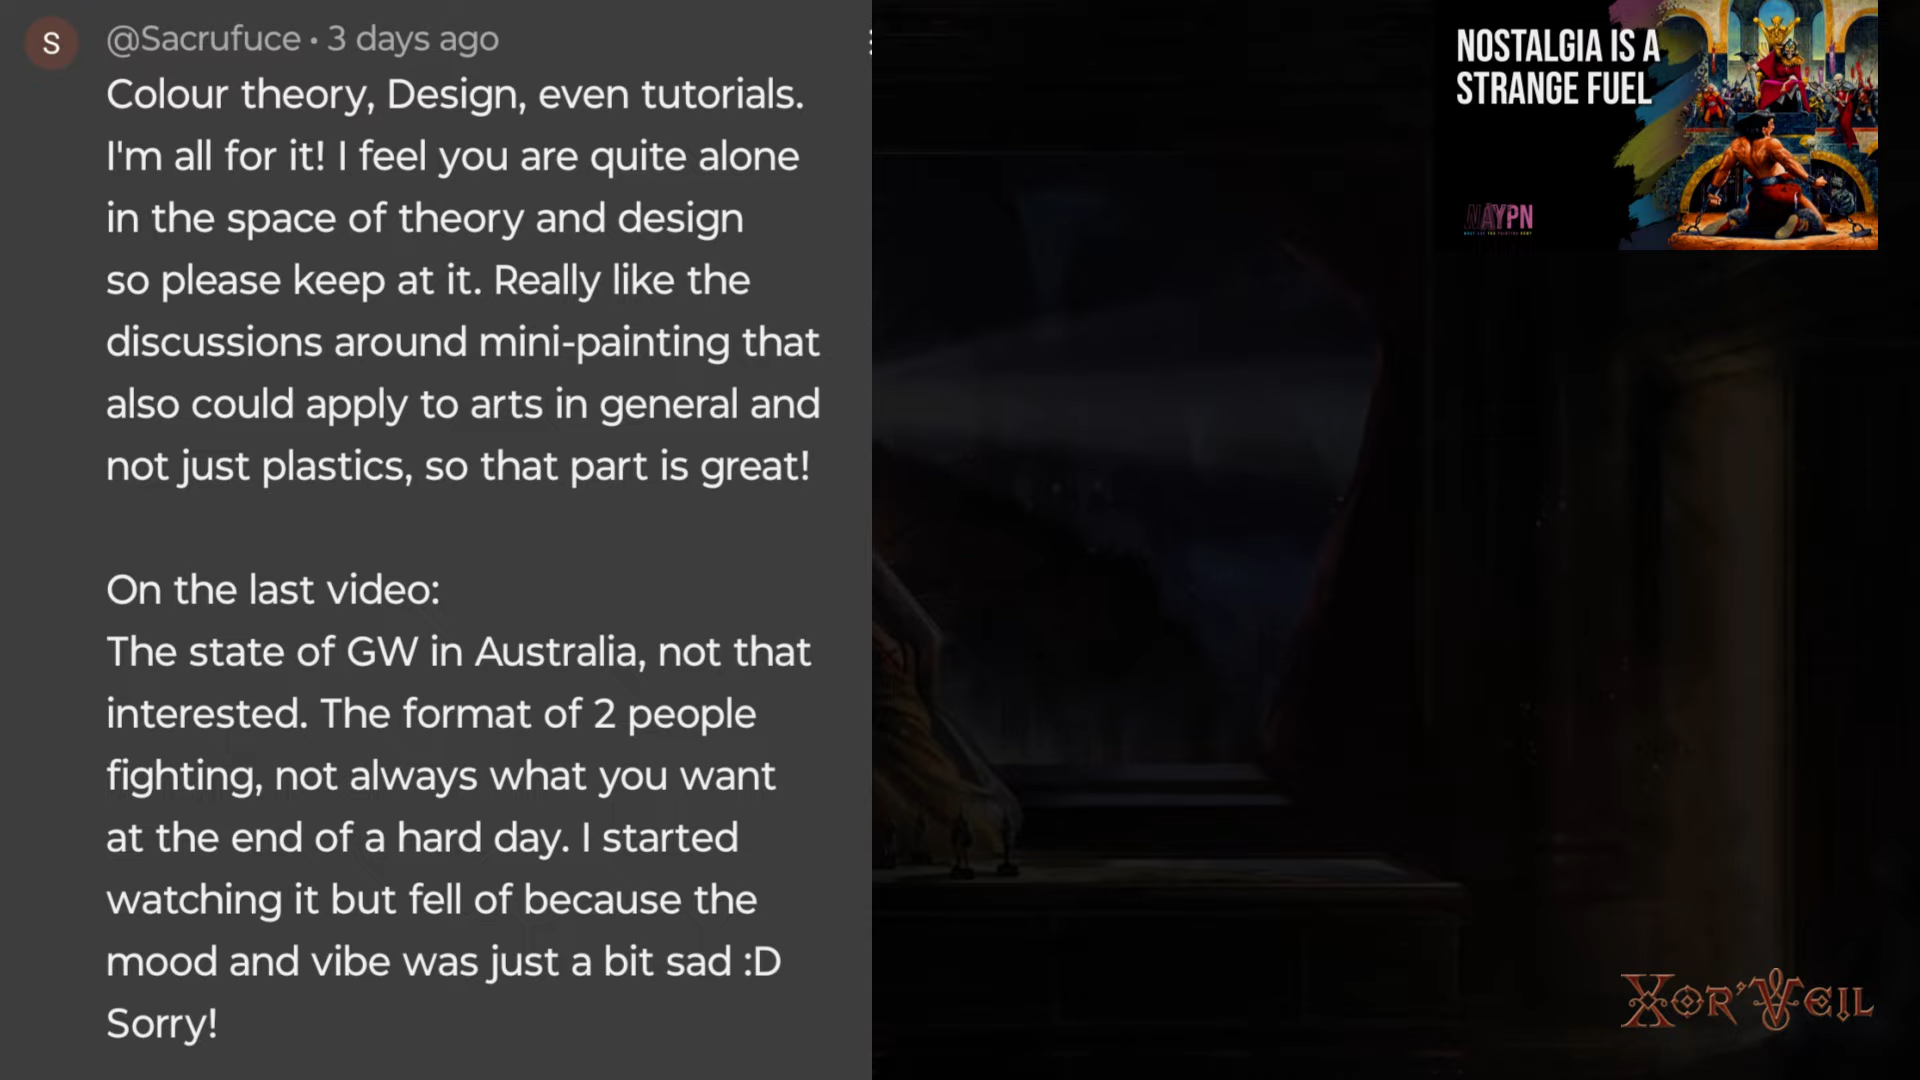 S
@Sacrufuce • 3 days ago
Colour theory, Design, even tutorials.
I'm all for it! I feel you are quite alone
in the space of theory and design
so please keep at it. Really like the
discussions around mini-painting that
also could apply to arts in general and
not just plastics, so that part is great!
On the last video:
The state of GW in Australia, not that
interested. The format of 2 people
fighting, not always what you want
at the end of a hard day. I started
watching it but fell of because the
mood and vibe was just a bit sad :D
Sorry!
NOSTALGIA IS A
STRANGE FUEL
NAYPN
XOR'VEIL